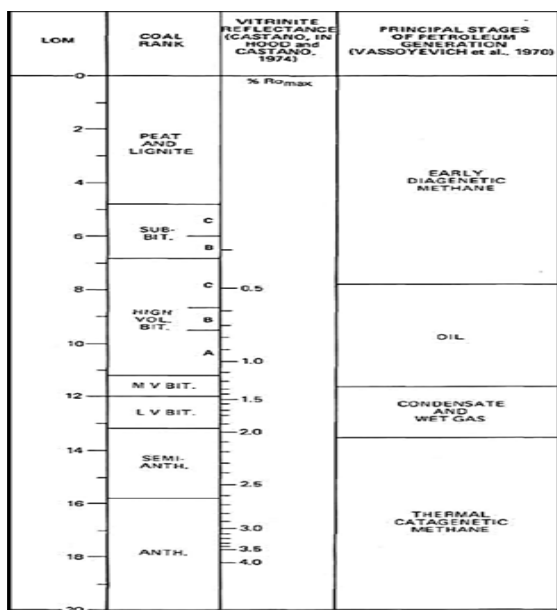 LOM
COAL
RANK
VITRINITE
REFLECTANCE
(CASTANO, IN
HOOD and
CASTANO,
1974)
PRINCIPAL STAGES
OF PETROLEUM
GENERATION
(VASSOYEVICH et al., 1970)
% Romax
0
2
4
6
8
10
12
14
16
18
20
PEAT
AND
LIGNITE
SUB-
BIT.
C
B
HIGH
VOL.
BIT.
C
B
A
M V BIT.
L V BIT.
SEMI-
ANTH.
ANTH.
0.5
1.0
1.5
2.0
2.5
3.0
3.5
4.0
EARLY
DIAGENETIC
METHANE
OIL
CONDENSATE
AND
WET GAS
THERMAL
CATAGENETIC
METHANE